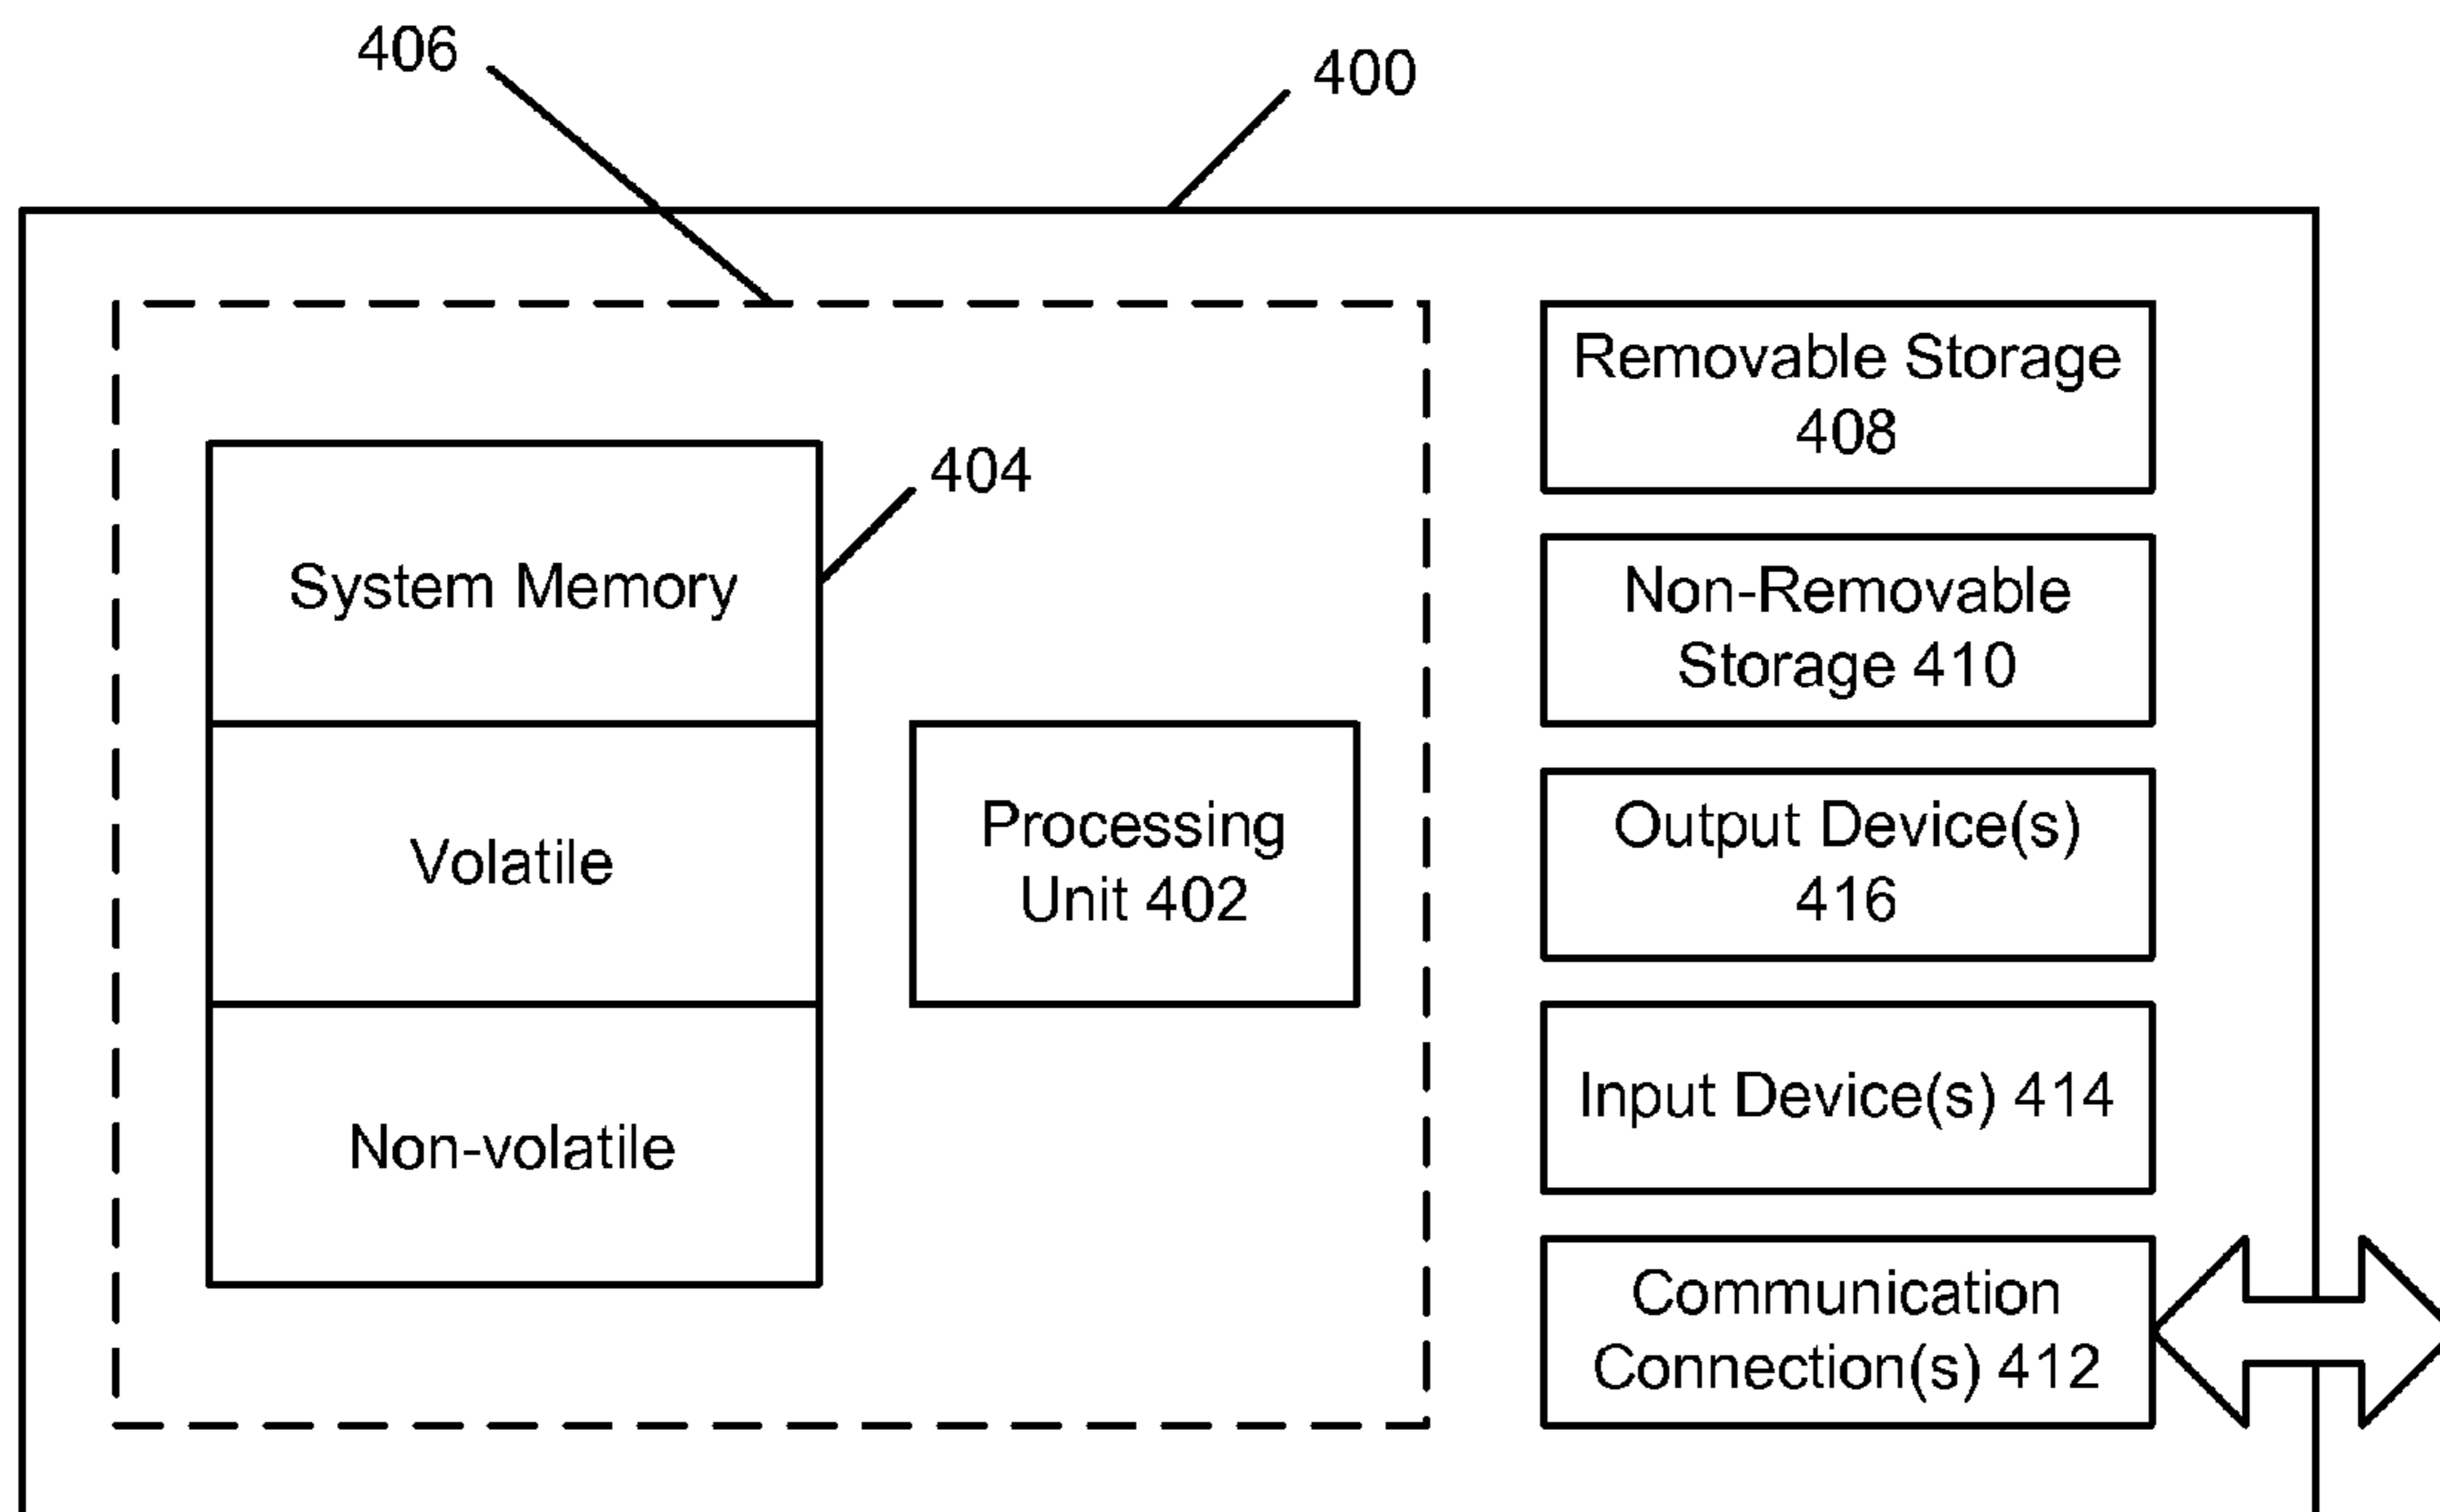 406
400
404
System Memory
Volatile
Non-volatile
Processing
Unit 402
Removable Storage
408
Non-Removable
Storage 410
Output Device(s)
416
Input Device(s) 414
Communication
Connection(s) 412